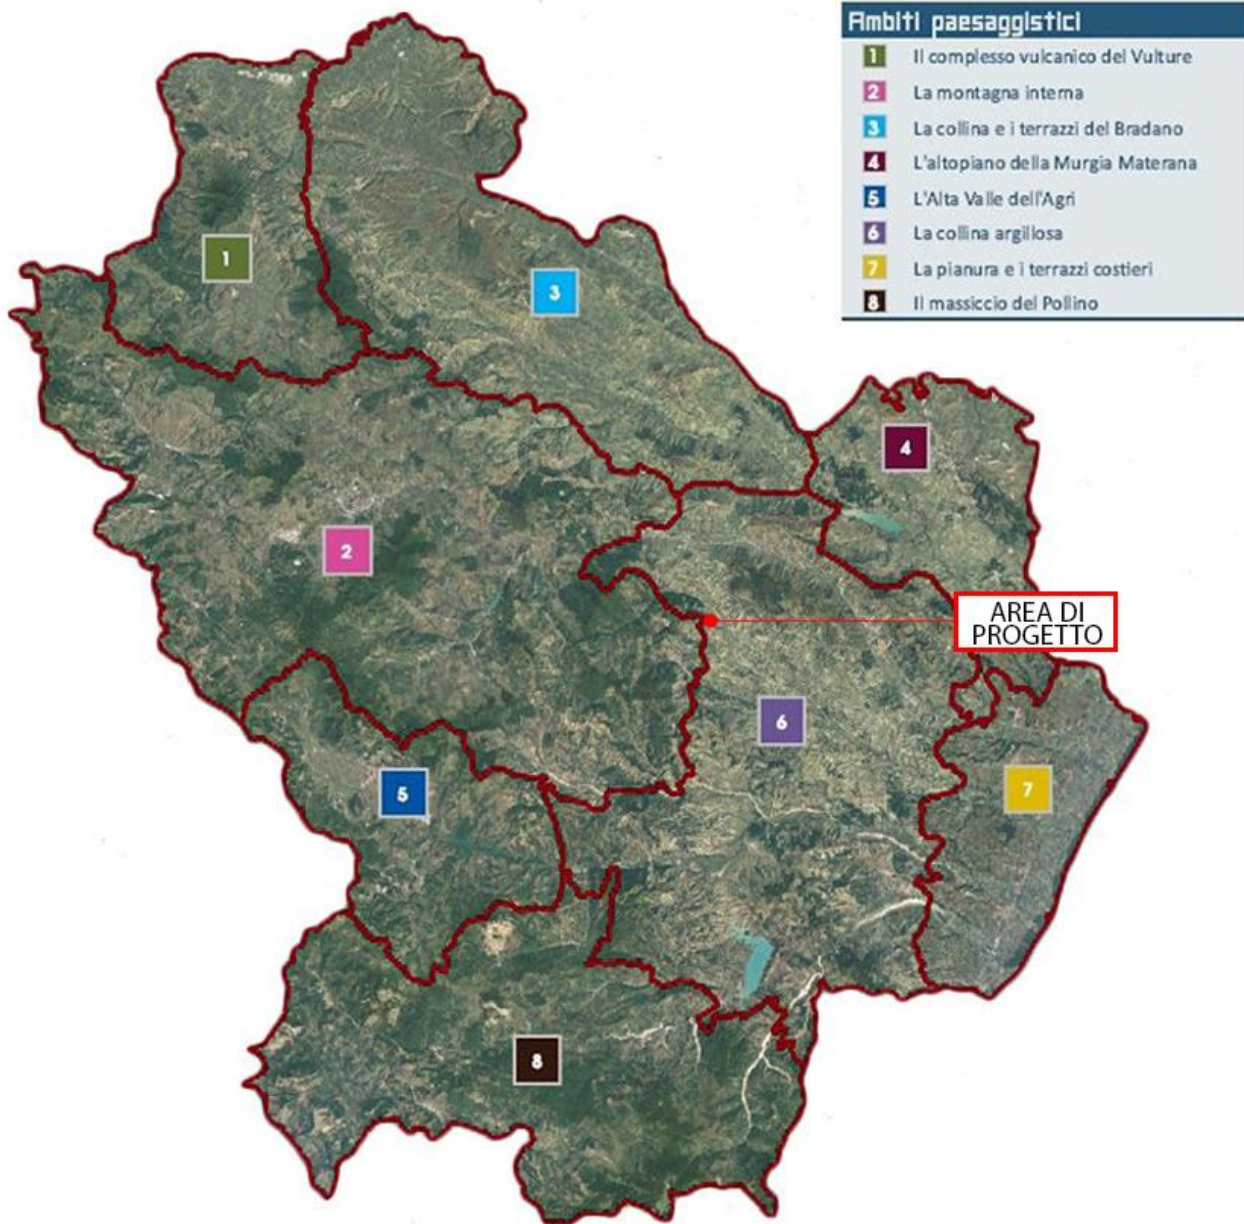 Ambiti paesaggistici
1 Il complesso vulcanico del Vulture
2 La montagna interna
3 La collina e i terrazzi del Bradano
4 L'altopiano della Murgia Materana
5 L'Alta Valle dell'Agri
6 La collina argillosa
7 La pianura e i terrazzi costieri
8 Il massiccio del Pollino
1
3
4
2
AREA DI
PROGETTO
6
5
7
8